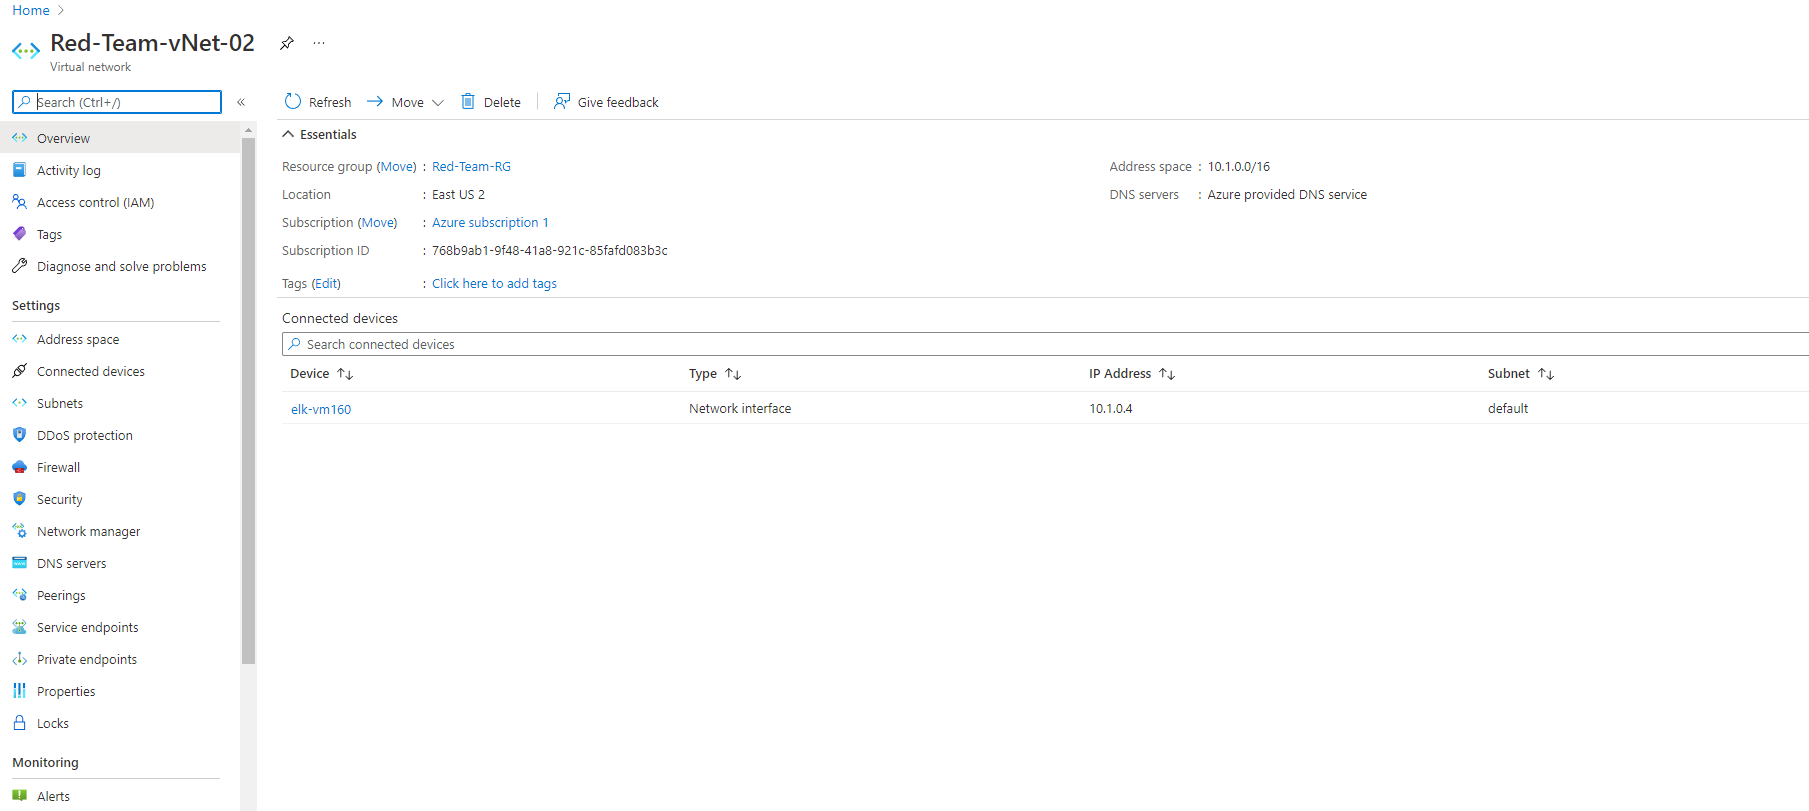 Home
Red-Team-vNet-02
Virtual network
Search (Ctrl+/)
Overview
Activity log
Access control (IAM)
Tags
Diagnose and solve problems
Settings
Address space
Connected devices
Subnets
DDoS protection
Firewall
Security
Network manager
DNS servers
Peerings
Service endpoints
Private endpoints
Properties
Locks
Monitoring
Alerts
Refresh Move Delete Give feedback
Essentials
Resource group (Move) : Red-Team-RG
Location : East US 2
Subscription (Move) : Azure subscription 1
Subscription ID : 768b9ab1-9f48-41a8-921c-85fafd083b3c
Tags (Edit) : Click here to add tags
Address space : 10.1.0.0/16
DNS servers : Azure provided DNS service
Connected devices
Search connected devices
Device Type IP Address Subnet
elk-vm160 Network interface 10.1.0.4 default